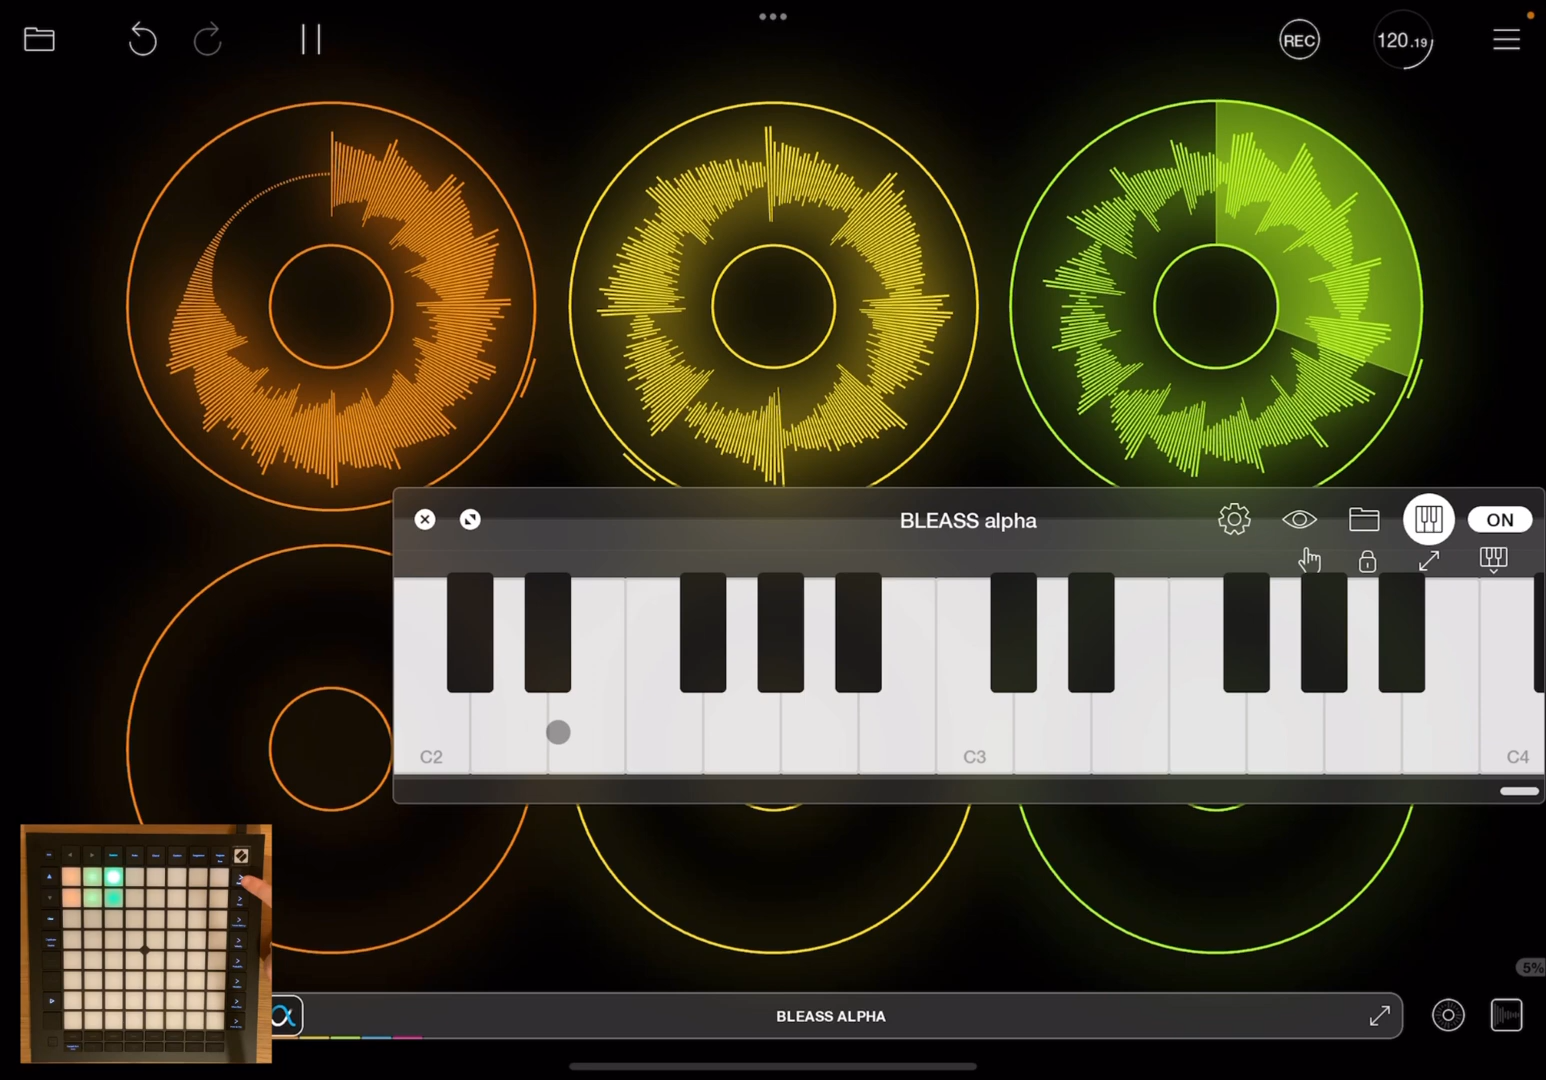 REC
120.19
BLEASS alpha
ON
C2
C3
C4
5%
BLEASS ALPHA